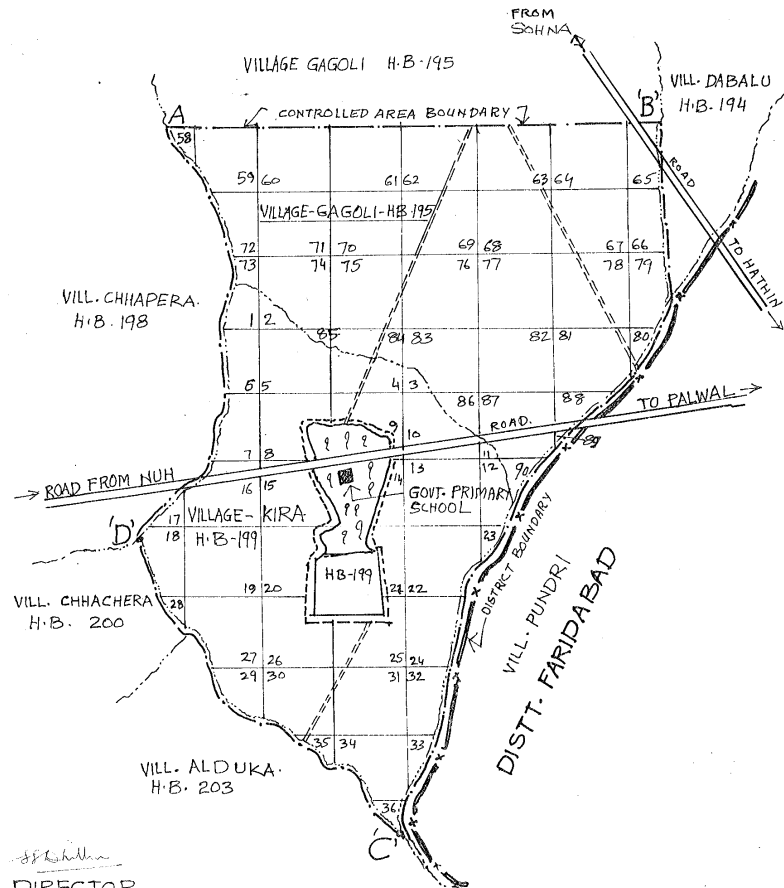 FROM
SOHNA
VILLAGE GAGOLI H.B-195
VILL. DABALU
H.B. 194
A
CONTROLLED AREA BOUNDARY
'B'
58
ROAD
59 60 61 62 63 64 65
VILLAGE-GAGOLI-HB-195
72 71 70 69 68 67 66
73 74 75 76 77 78 79
TO HATHIN
VILL. CHHAPERA.
H.B. 198
1 2 85 84 83 82 81 80
6 5 4 3 86 87 88
TO PALWAL
9 10 ROAD. 89
7 8 11
13 12 90
ROAD FROM NUH
16 15 14
GOVT. PRIMARY
SCHOOL
17 VILLAGE-KIRA
'D' 18 H.B-199 23
DISTRICT BOUNDARY
HB-199
VILL. CHHACHERA
H.B. 200
28 19 20 21 22
VILL. PUNDRI
DISTT. FARIDABAD
27 26 25 24
29 30 31 32
35 34 33
VILL. ALDUKA.
H.B. 203
36
'C'
DIRECTOR